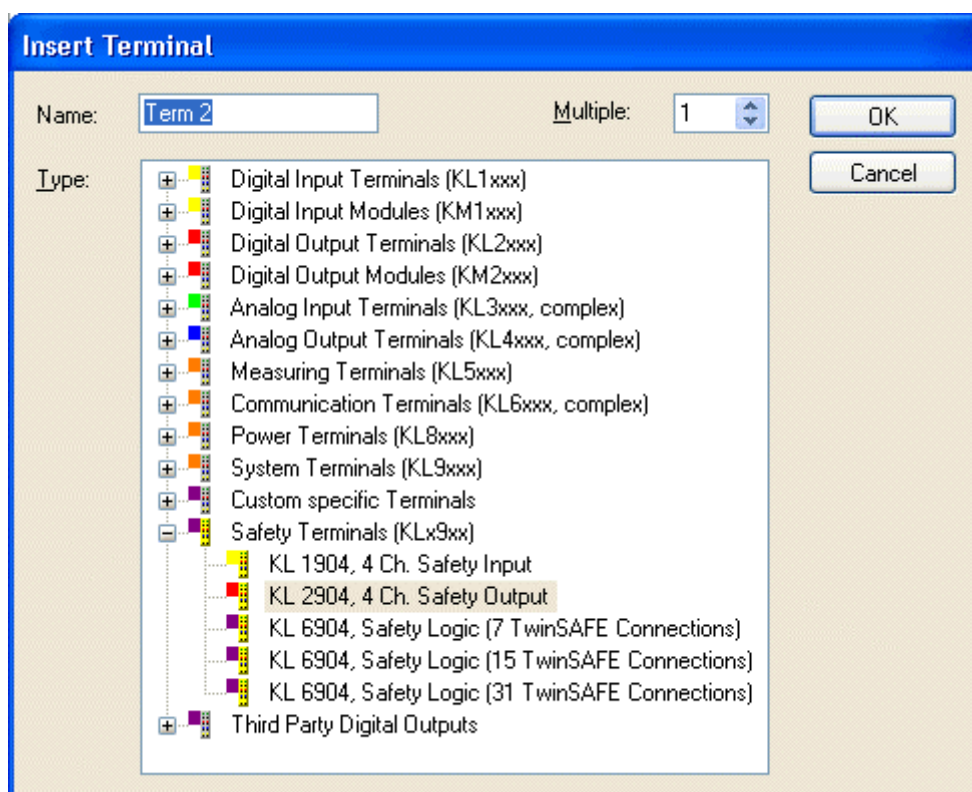 Insert Terminal
Name: Term 2 Multiple: 1 OK
Type: Cancel
Digital Input Terminals (KL1xxx)
Digital Input Modules (KM1xxx)
Digital Output Terminals (KL2xxx)
Digital Output Modules (KM2xxx)
Analog Input Terminals (KL3xxx, complex)
Analog Output Terminals (KL4xxx, complex)
Measuring Terminals (KL5xxx)
Communication Terminals (KL6xxx, complex)
Power Terminals (KL8xxx)
System Terminals (KL9xxx)
Custom specific Terminals
Safety Terminals (KLx9xx)
KL 1904, 4 Ch. Safety Input
KL 2904, 4 Ch. Safety Output
KL 6904, Safety Logic (7 TwinSAFE Connections)
KL 6904, Safety Logic (15 TwinSAFE Connections)
KL 6904, Safety Logic (31 TwinSAFE Connections)
Third Party Digital Outputs